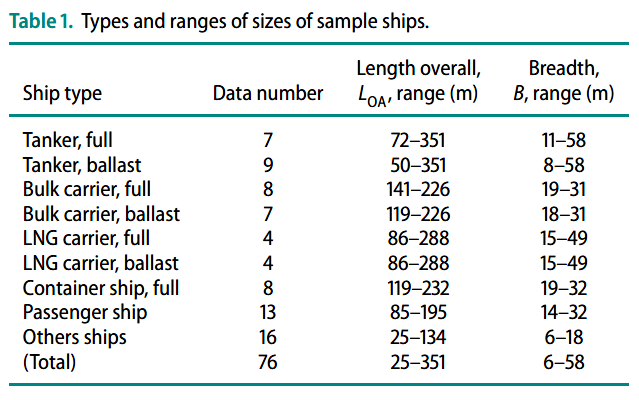 Table 1. Types and ranges of sizes of sample ships.
Length overall, Breadth,
Ship type Data number LOA, range (m) B, range (m)
Tanker, full 7 72–351 11–58
Tanker, ballast 9 50–351 8–58
Bulk carrier, full 8 141–226 19–31
Bulk carrier, ballast 7 119–226 18–31
LNG carrier, full 4 86–288 15–49
LNG carrier, ballast 4 86–288 15–49
Container ship, full 8 119–232 19–32
Passenger ship 13 85–195 14–32
Others ships 16 25–134 6–18
(Total) 76 25–351 6–58